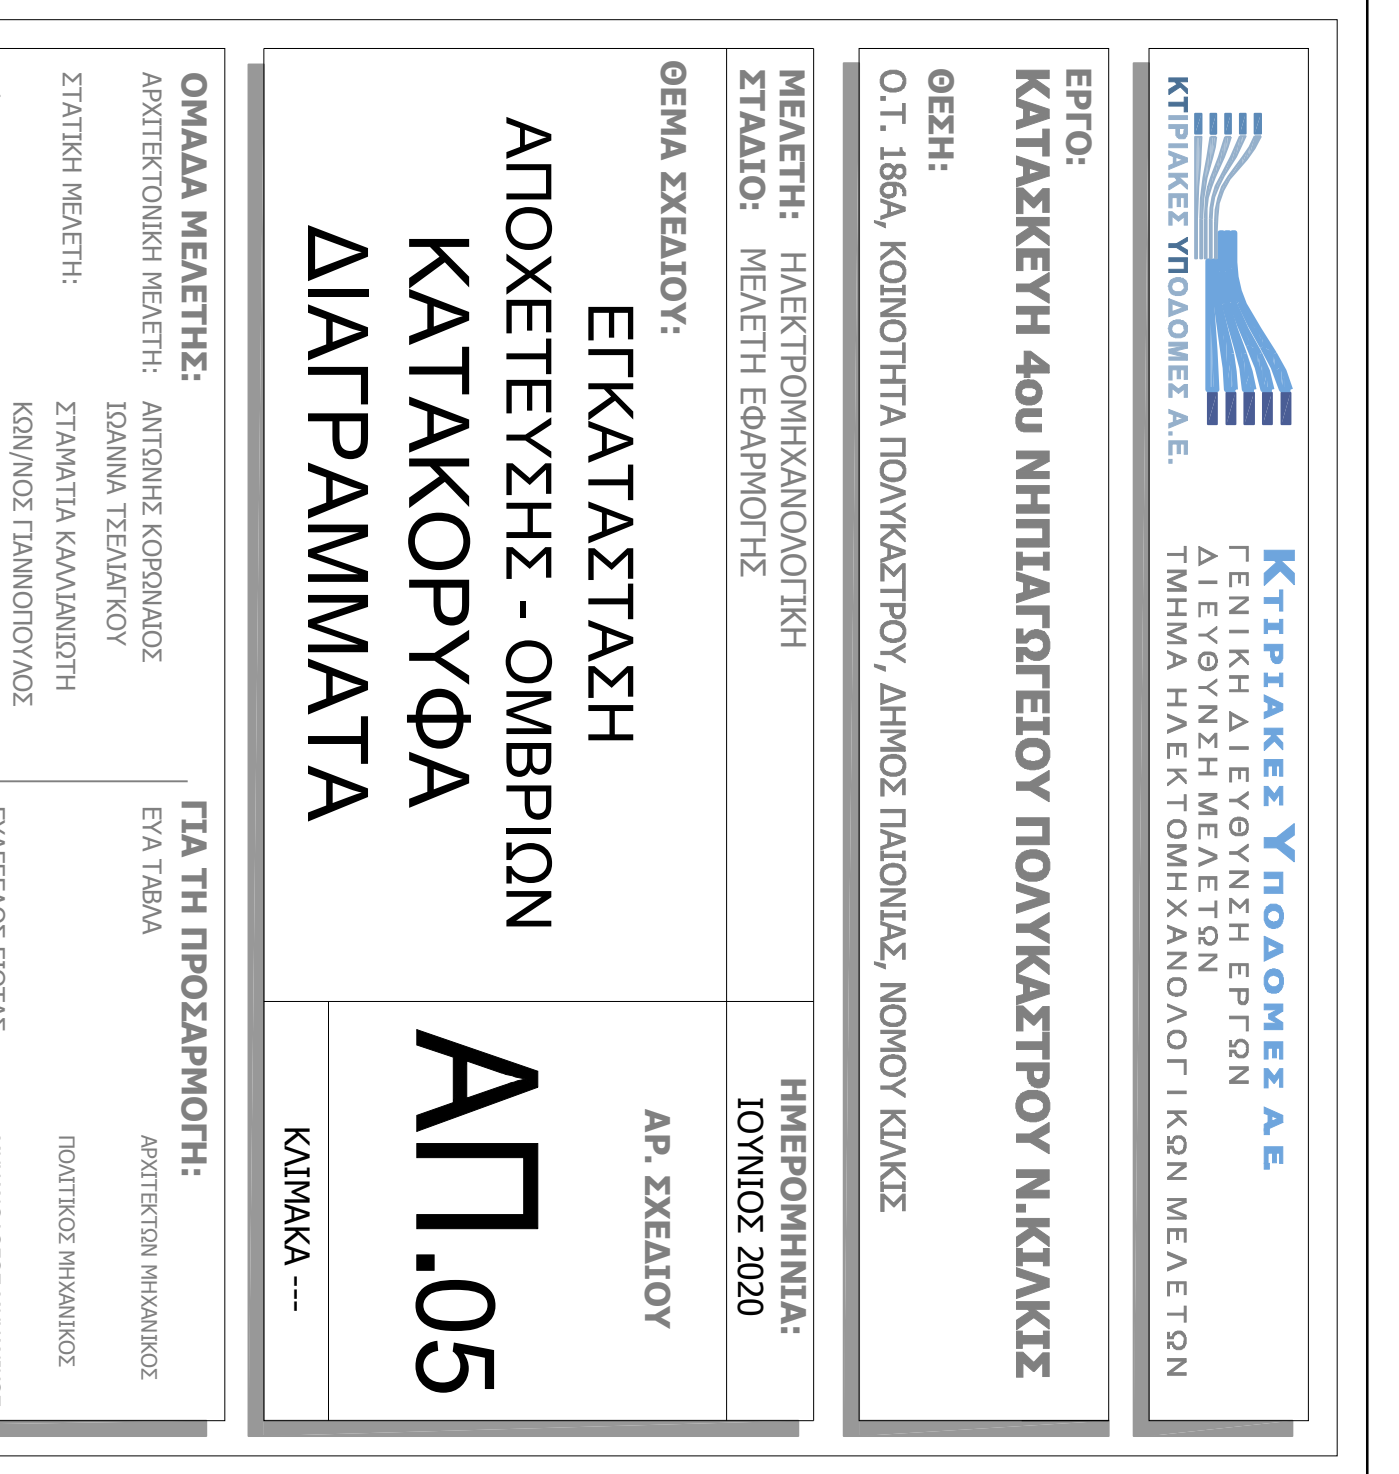 ΚΤΙΡΙΑΚΕΣ ΥΠΟΔΟΜΕΣ Α.Ε.
ΚΤΙΡΙΑΚΕΣ ΥΠΟΔΟΜΕΣ ΑΕ
ΓΕΝΙΚΗ ΔΙΕΥΘΥΝΣΗ ΕΡΓΩΝ
ΔΙΕΥΘΥΝΣΗ ΜΕΛΕΤΩΝ
ΤΜΗΜΑ ΗΛΕΚΤΟΜΗΧΑΝΟΛΟΓΙΚΩΝ ΜΕΛΕΤΩΝ
ΕΡΓΟ:
ΚΑΤΑΣΚΕΥΗ 4ου ΝΗΠΙΑΓΩΓΕΙΟΥ ΠΟΛΥΚΑΣΤΡΟΥ Ν.ΚΙΛΚΙΣ
ΘΕΣΗ:
Ο.Τ. 186Α, ΚΟΙΝΟΤΗΤΑ ΠΟΛΥΚΑΣΤΡΟΥ, ΔΗΜΟΣ ΠΑΙΟΝΙΑΣ, ΝΟΜΟΥ ΚΙΛΚΙΣ
ΜΕΛΕΤΗ: ΗΛΕΚΤΡΟΜΗΧΑΝΟΛΟΓΙΚΗ
ΣΤΑΔΙΟ: ΜΕΛΕΤΗ ΕΦΑΡΜΟΓΗΣ
ΗΜΕΡΟΜΗΝΙΑ:
ΙΟΥΝΙΟΣ 2020
ΘΕΜΑ ΣΧΕΔΙΟΥ:
ΕΓΚΑΤΑΣΤΑΣΗ
ΑΠΟΧΕΤΕΥΣΗΣ - ΟΜΒΡΙΩΝ
ΚΑΤΑΚΟΡΥΦΑ
ΔΙΑΓΡΑΜΜΑΤΑ
ΑΡ. ΣΧΕΔΙΟΥ
ΑΠ.05
ΚΛΙΜΑΚΑ ---
ΟΜΑΔΑ ΜΕΛΕΤΗΣ:
ΑΡΧΙΤΕΚΤΟΝΙΚΗ ΜΕΛΕΤΗ: ΑΝΤΩΝΗΣ ΚΟΡΩΝΑΙΟΣ
ΙΩΑΝΝΑ ΤΣΕΛΙΑΓΚΟΥ
ΣΤΑΤΙΚΗ ΜΕΛΕΤΗ: ΣΤΑΜΑΤΙΑ ΚΑΛΛΙΑΝΙΩΤΗ
ΚΩΝ/ΝΟΣ ΓΙΑΝΝΟΠΟΥΛΟΣ
ΓΙΑ ΤΗ ΠΡΟΣΑΡΜΟΓΗ:
ΕΥΑ ΤΑΒΛΑ ΑΡΧΙΤΕΚΤΩΝ ΜΗΧΑΝΙΚΟΣ
ΠΟΛΙΤΙΚΟΣ ΜΗΧΑΝΙΚΟΣ